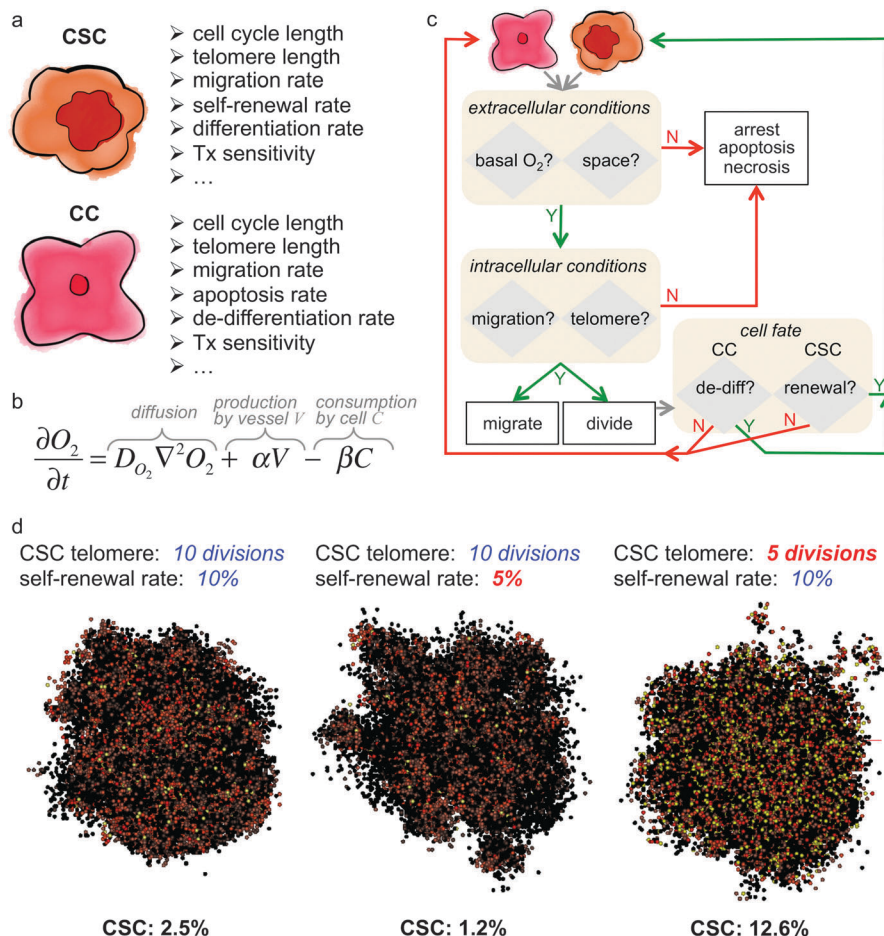 a
CSC
➢ cell cycle length
➢ telomere length
➢ migration rate
➢ self-renewal rate
➢ differentiation rate
➢ Tx sensitivity
➢ ...
CC
➢ cell cycle length
➢ telomere length
➢ migration rate
➢ apoptosis rate
➢ de-differentiation rate
➢ Tx sensitivity
➢ ...
b
diffusion
production
by vessel V
consumption
by cell C
∂O₂/∂t = D_O₂ ∇²O₂ + αV − βC
c
extracellular conditions
basal O₂?
space?
N
arrest
apoptosis
necrosis
Y
intracellular conditions
migration?
telomere?
N
Y
migrate
divide
cell fate
CC
CSC
de-diff?
renewal?
Y
N
Y
N
d
CSC telomere: 10 divisions
self-renewal rate: 10%
CSC telomere: 10 divisions
self-renewal rate: 5%
CSC telomere: 5 divisions
self-renewal rate: 10%
CSC: 2.5%
CSC: 1.2%
CSC: 12.6%